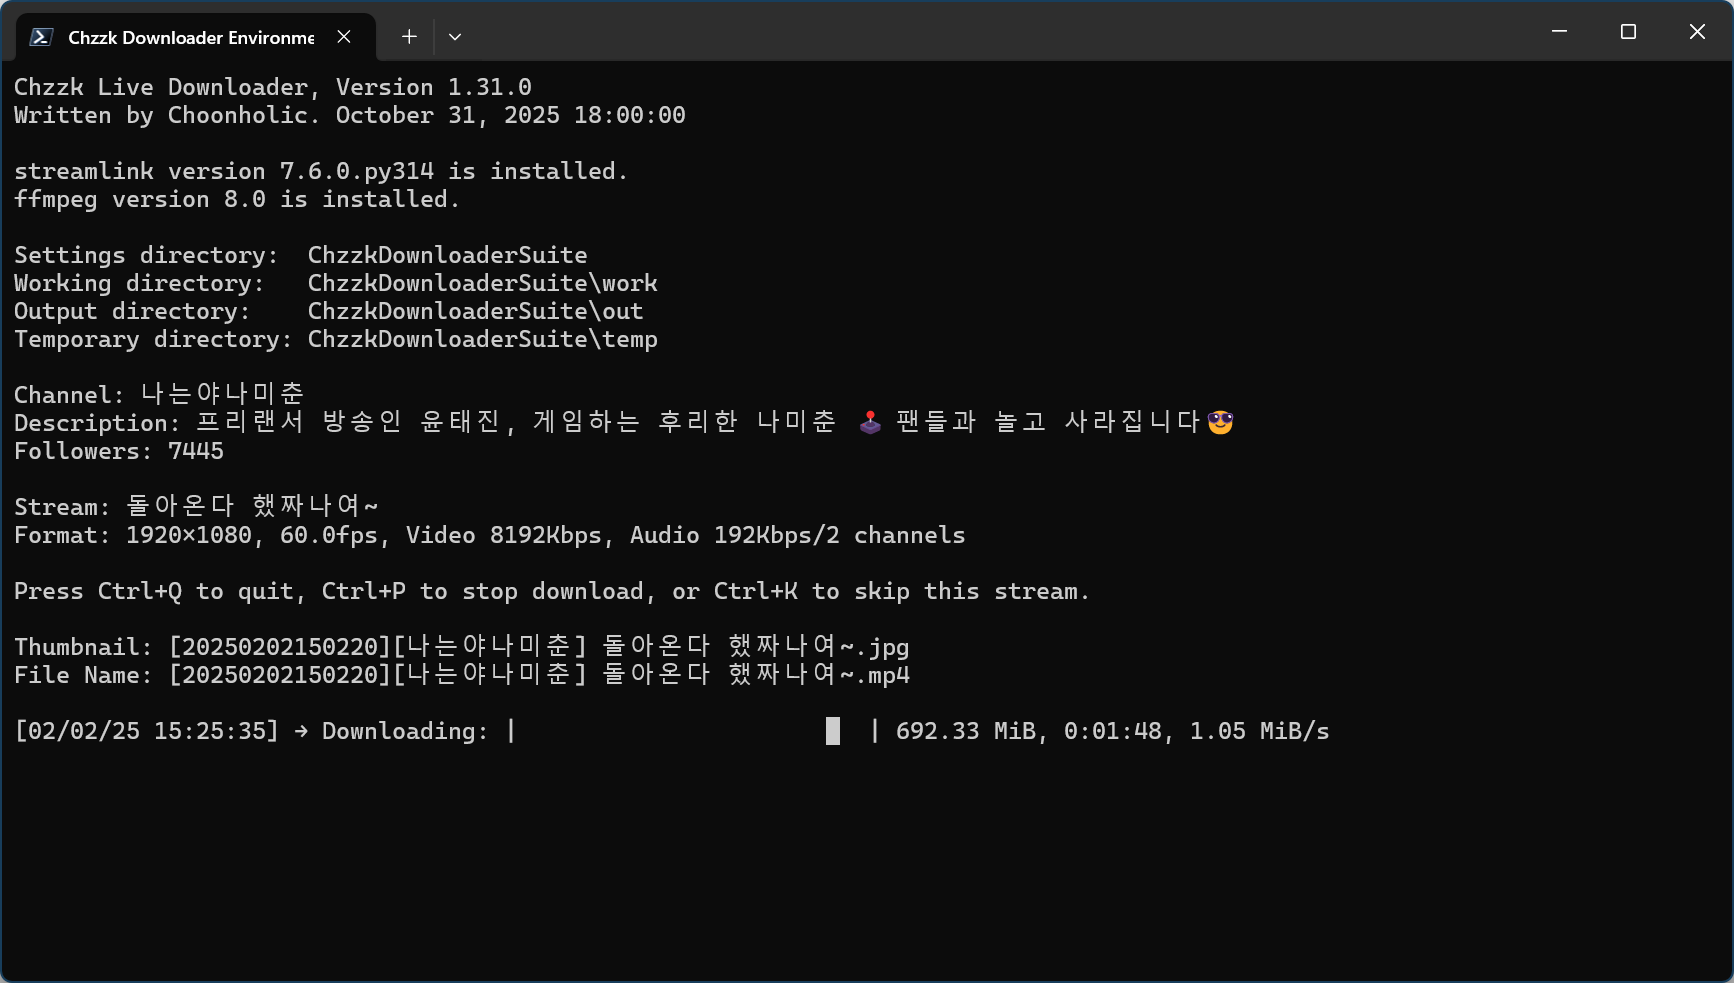 Chzzk Downloader Environme
Chzzk Live Downloader, Version 1.31.0
Written by Choonholic. October 31, 2025 18:00:00
streamlink version 7.6.0.py314 is installed.
ffmpeg version 8.0 is installed.
Settings directory:  ChzzkDownloaderSuite
Working directory:   ChzzkDownloaderSuite\work
Output directory:    ChzzkDownloaderSuite\out
Temporary directory: ChzzkDownloaderSuite\temp
Channel: 나는야나미춘
Description: 프리랜서 방송인 윤태진, 게임하는 후리한 나미춘 🕹️ 팬들과 놀고 사라집니다😎
Followers: 7445
Stream: 돌아온다 했짜나여~
Format: 1920×1080, 60.0fps, Video 8192Kbps, Audio 192Kbps/2 channels
Press Ctrl+Q to quit, Ctrl+P to stop download, or Ctrl+K to skip this stream.
Thumbnail: [20250202150220][나는야나미춘] 돌아온다 했짜나여~.jpg
File Name: [20250202150220][나는야나미춘] 돌아온다 했짜나여~.mp4
[02/02/25 15:25:35] → Downloading: |                      █  | 692.33 MiB, 0:01:48, 1.05 MiB/s